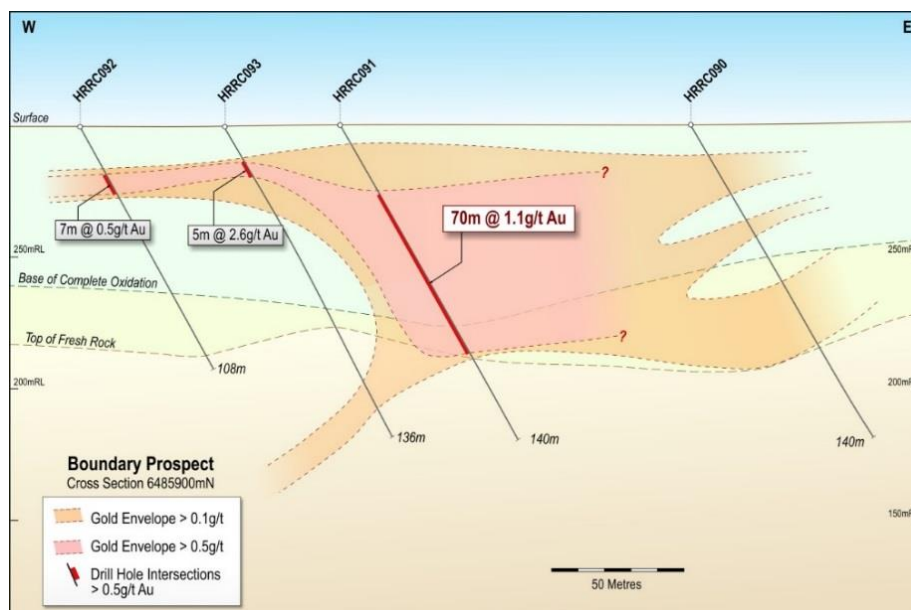 W
E
HRRC092
HRRC093
HRRC091
HRRC090
Surface
?
7m @ 0.5g/t Au
5m @ 2.6g/t Au
70m @ 1.1g/t Au
250mRL
250mRL
Base of Complete Oxidation
Top of Fresh Rock
?
108m
200mRL
200mRL
136m
140m
140m
Boundary Prospect
Cross Section 6485900mN
Gold Envelope > 0.1g/t
Gold Envelope > 0.5g/t
Drill Hole Intersections
> 0.5g/t Au
150mRL
50 Metres